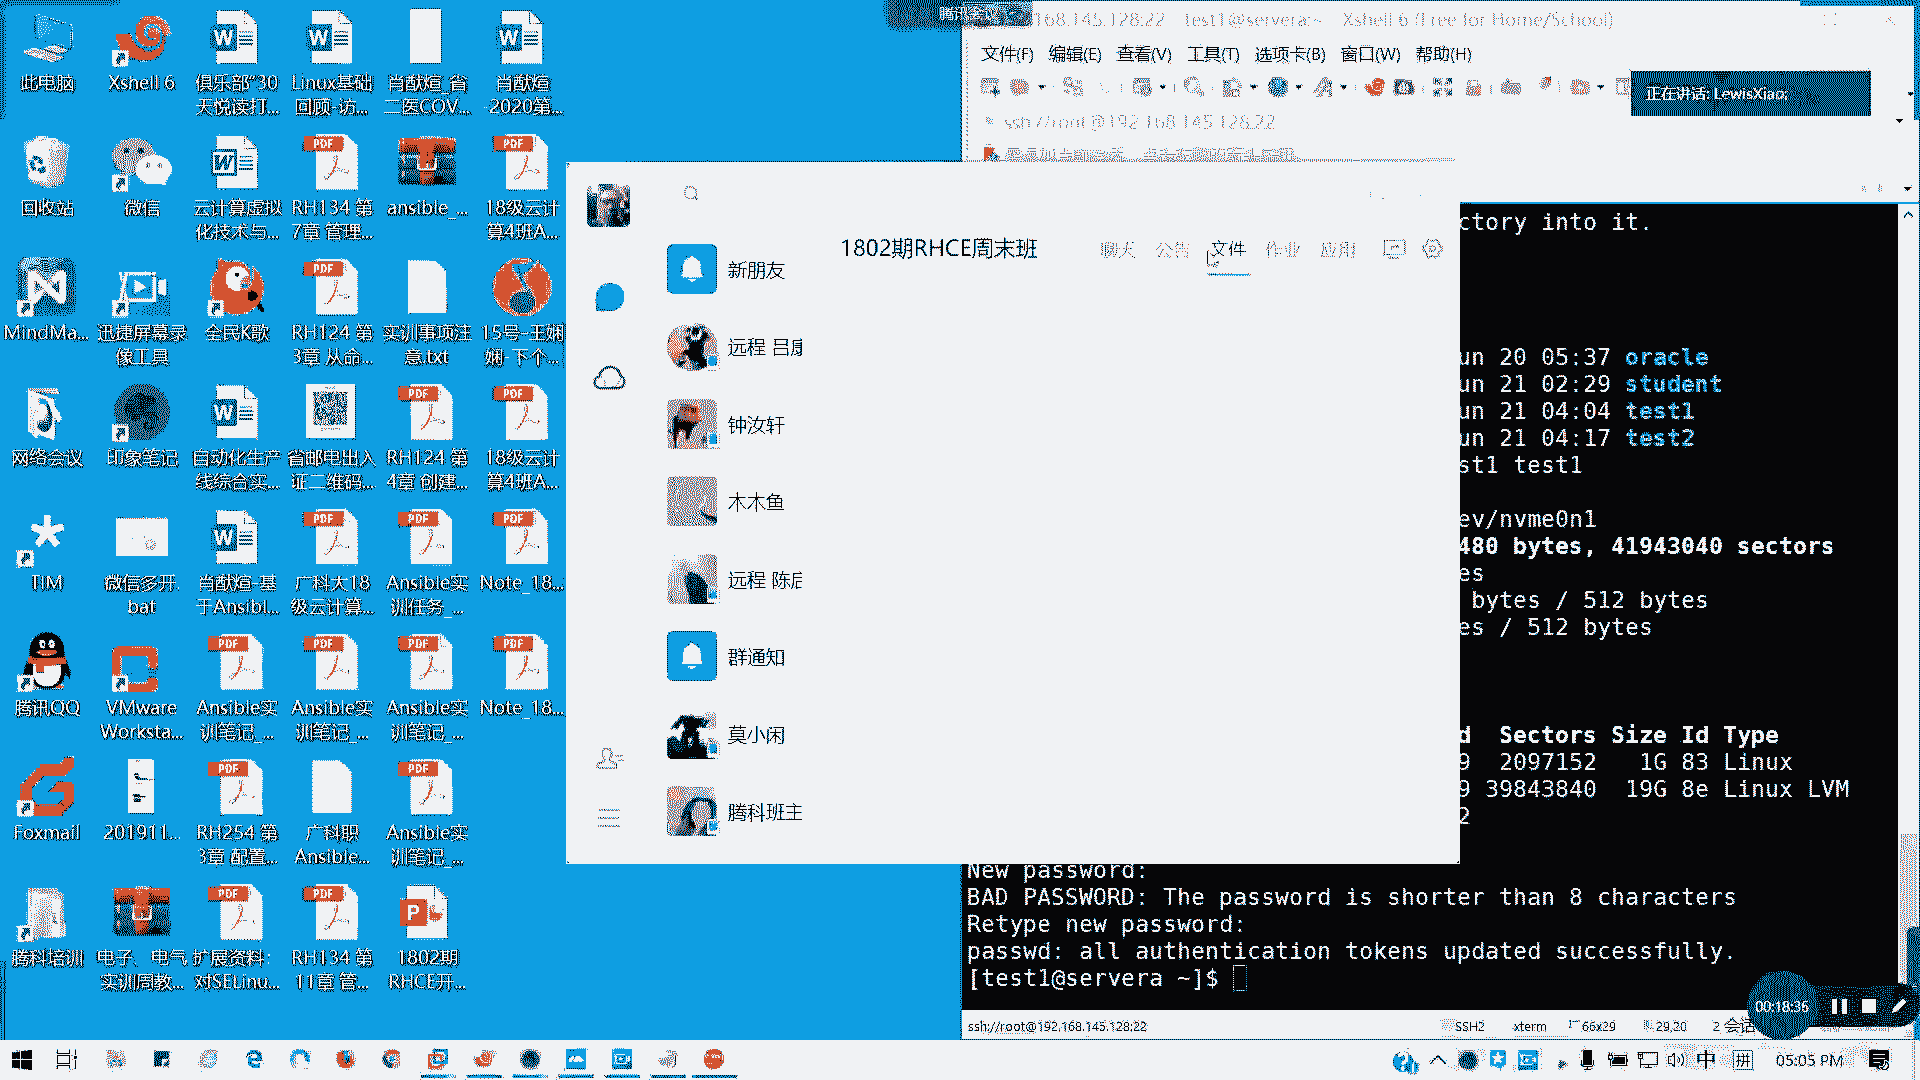 此电脑
Xshell 6
俱乐部“30
天悦读打...
Linux基础
回顾-访...
肖猷煊_省
二医COV...
肖猷煊
-2020第...
回收站
微信
云计算虚拟
化技术与...
RH134 第
7章 管理...
ansible_...
18级云计
算4班A...
MindMa...
迅捷屏幕录
像工具
全民K歌
RH124 第
3章 从命...
实训事项注
意.txt
15号-王娴
娴-下个...
网络会议
印象笔记
自动化生产
线综合实...
省邮电出入
证二维码...
RH124 第
4章 创建...
18级云计
算4班A...
TIM
微信多开.
bat
肖猷煊-基
于Ansibl...
广科大18
级云计算...
Ansible实
训任务_...
Note_18...
腾讯QQ
VMware
Worksta...
Ansible实
训笔记_...
Ansible实
训笔记_...
Ansible实
训笔记_...
Note_18...
Foxmail
201911...
RH254 第
3章 配置...
广科职
Ansible...
Ansible实
训笔记_...
腾科培训
电子、电气
实训周教...
扩展资料:
对SELinu...
RH134 第
11章 管...
1802期
RHCE开...
腾讯会议
168.145.128:22 - test1@servera:~ - Xshell 6 (Free for Home/School)
文件(F) 编辑(E) 查看(V) 工具(T) 选项卡(B) 窗口(W) 帮助(H)
正在讲话: LewisXiao;
ssh://root@192.168.145.128:22
1802期RHCE周末班
聊天 公告 文件 作业 应用
新朋友
远程 吕康
钟汝轩
木木鱼
远程 陈启
群通知
莫小闲
腾科班主
ctory into it.
un 20 05:37 oracle
un 21 02:29 student
un 21 04:04 test1
un 21 04:17 test2
st1 test1
ev/nvme0n1
480 bytes, 41943040 sectors
es
bytes / 512 bytes
es / 512 bytes
d Sectors Size Id Type
9 2097152 1G 83 Linux
9 39843840 19G 8e Linux LVM
2
New password:
BAD PASSWORD: The password is shorter than 8 characters
Retype new password:
passwd: all authentication tokens updated successfully.
[test1@servera ~]$
00:18:36
ssh://root@192.168.145.128:22
SSH2
xterm
66x29
29,20
2 会话
中
拼
05:05 PM